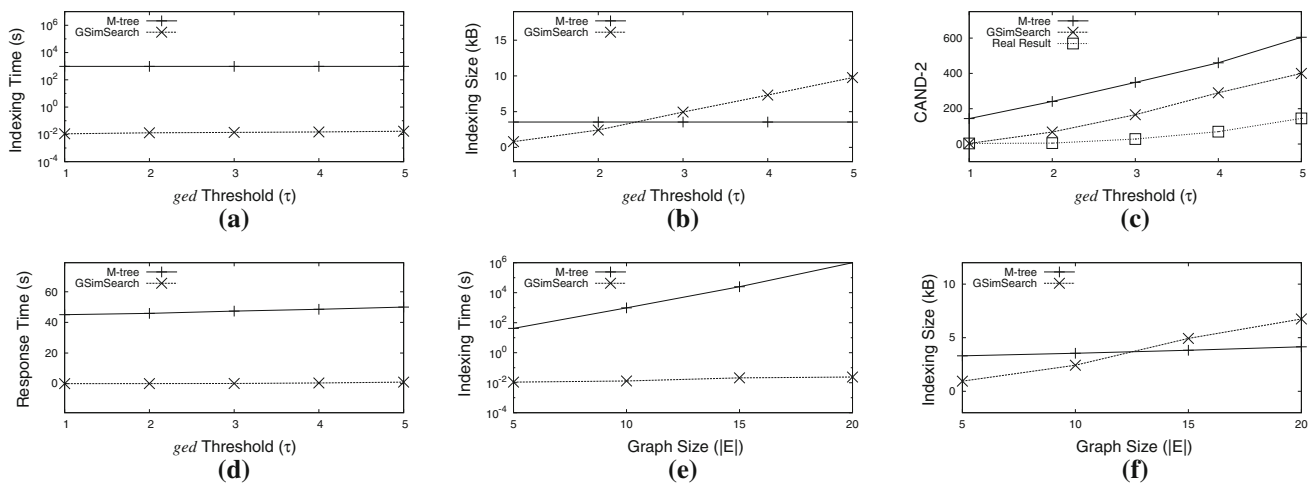 M-tree
GSimSearch
Indexing Time (s)
10^6
10^4
10^2
10^0
10^-2
10^-4
1 2 3 4 5
ged Threshold (τ)
(a)
M-tree
GSimSearch
Indexing Size (kB)
15
10
5
0
1 2 3 4 5
ged Threshold (τ)
(b)
M-tree
GSimSearch
Real Result
CAND-2
600
400
200
0
1 2 3 4 5
ged Threshold (τ)
(c)
M-tree
GSimSearch
Response Time (s)
60
40
20
0
1 2 3 4 5
ged Threshold (τ)
(d)
M-tree
GSimSearch
Indexing Time (s)
10^6
10^4
10^2
10^0
10^-2
10^-4
5 10 15 20
Graph Size (|E|)
(e)
M-tree
GSimSearch
Indexing Size (kB)
10
5
0
5 10 15 20
Graph Size (|E|)
(f)